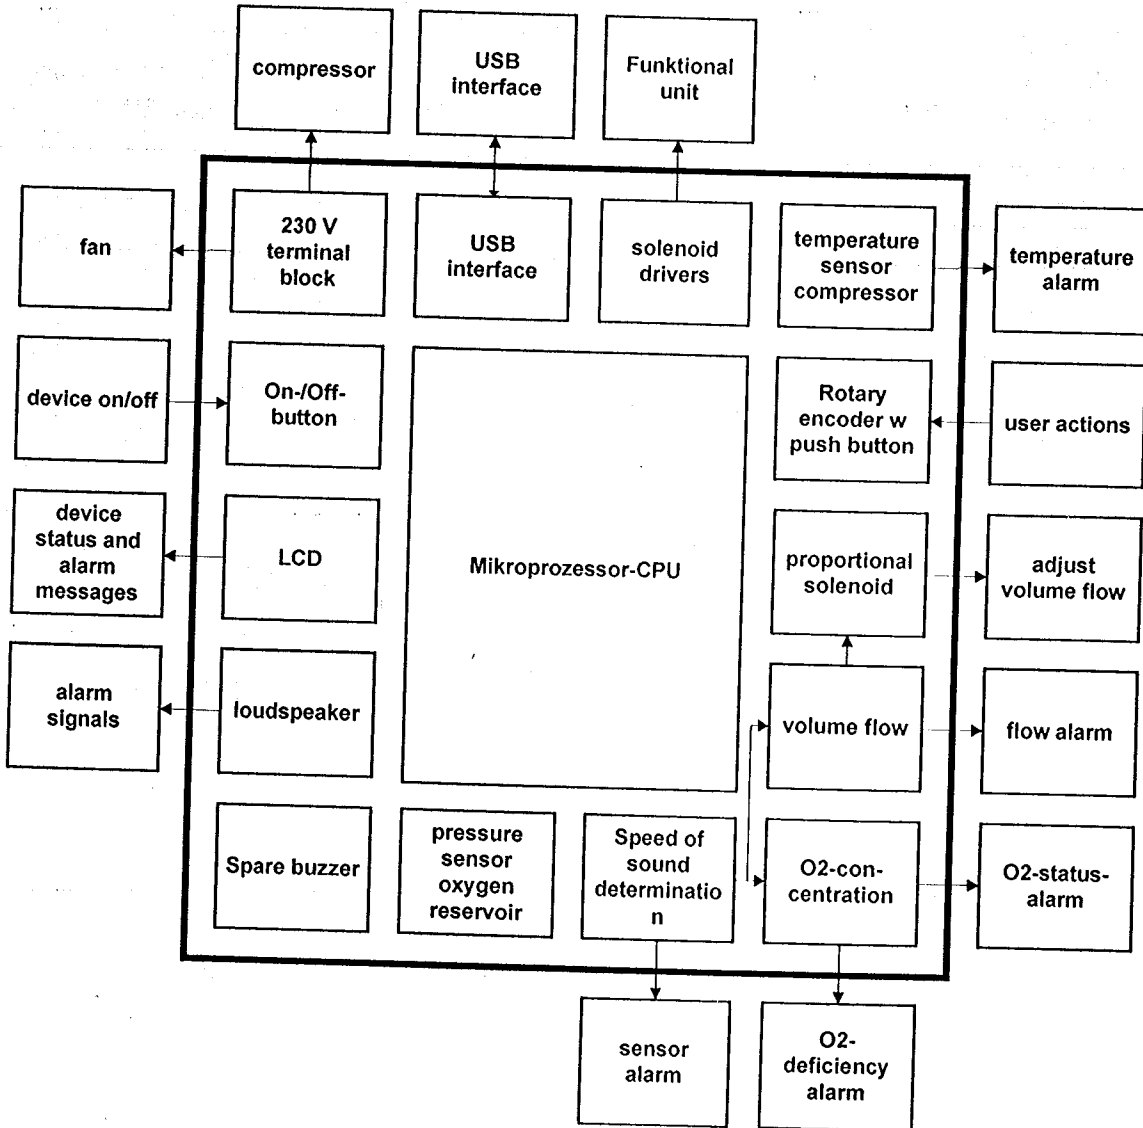 compressor
USB
interface
Funktional
unit
fan
230 V
terminal
block
USB
interface
solenoid
drivers
temperature
sensor
compressor
temperature
alarm
device on/off
On-/Off-
button
Rotary
encoder w
push button
user actions
device
status and
alarm
messages
LCD
Mikroprozessor-CPU
proportional
solenoid
adjust
volume flow
alarm
signals
loudspeaker
volume flow
flow alarm
Spare buzzer
pressure
sensor
oxygen
reservoir
Speed of
sound
determinatio
n
O2-con-
centration
O2-status-
alarm
sensor
alarm
O2-
deficiency
alarm